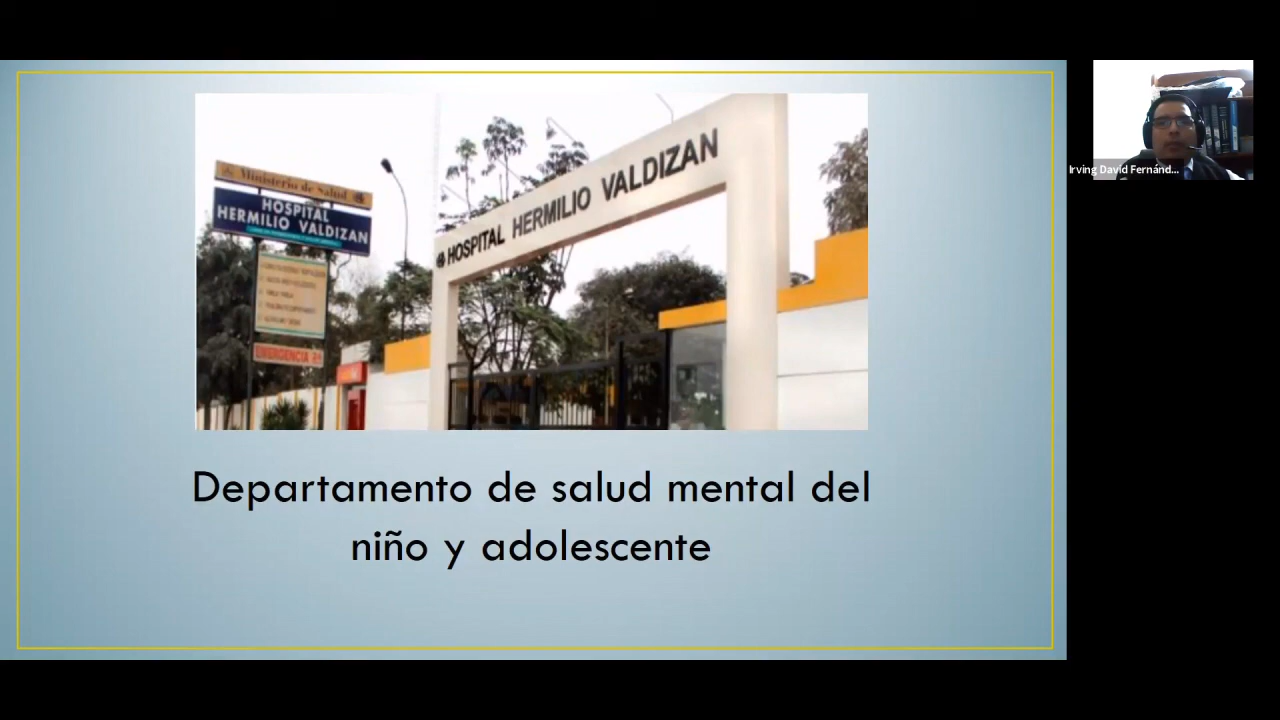 Ministerio de Salud
HOSPITAL
HERMILIO VALDIZAN
EMERGENCIA
HOSPITAL HERMILIO VALDIZAN
Departamento de salud mental del
niño y adolescente
Irving David Fernánd...